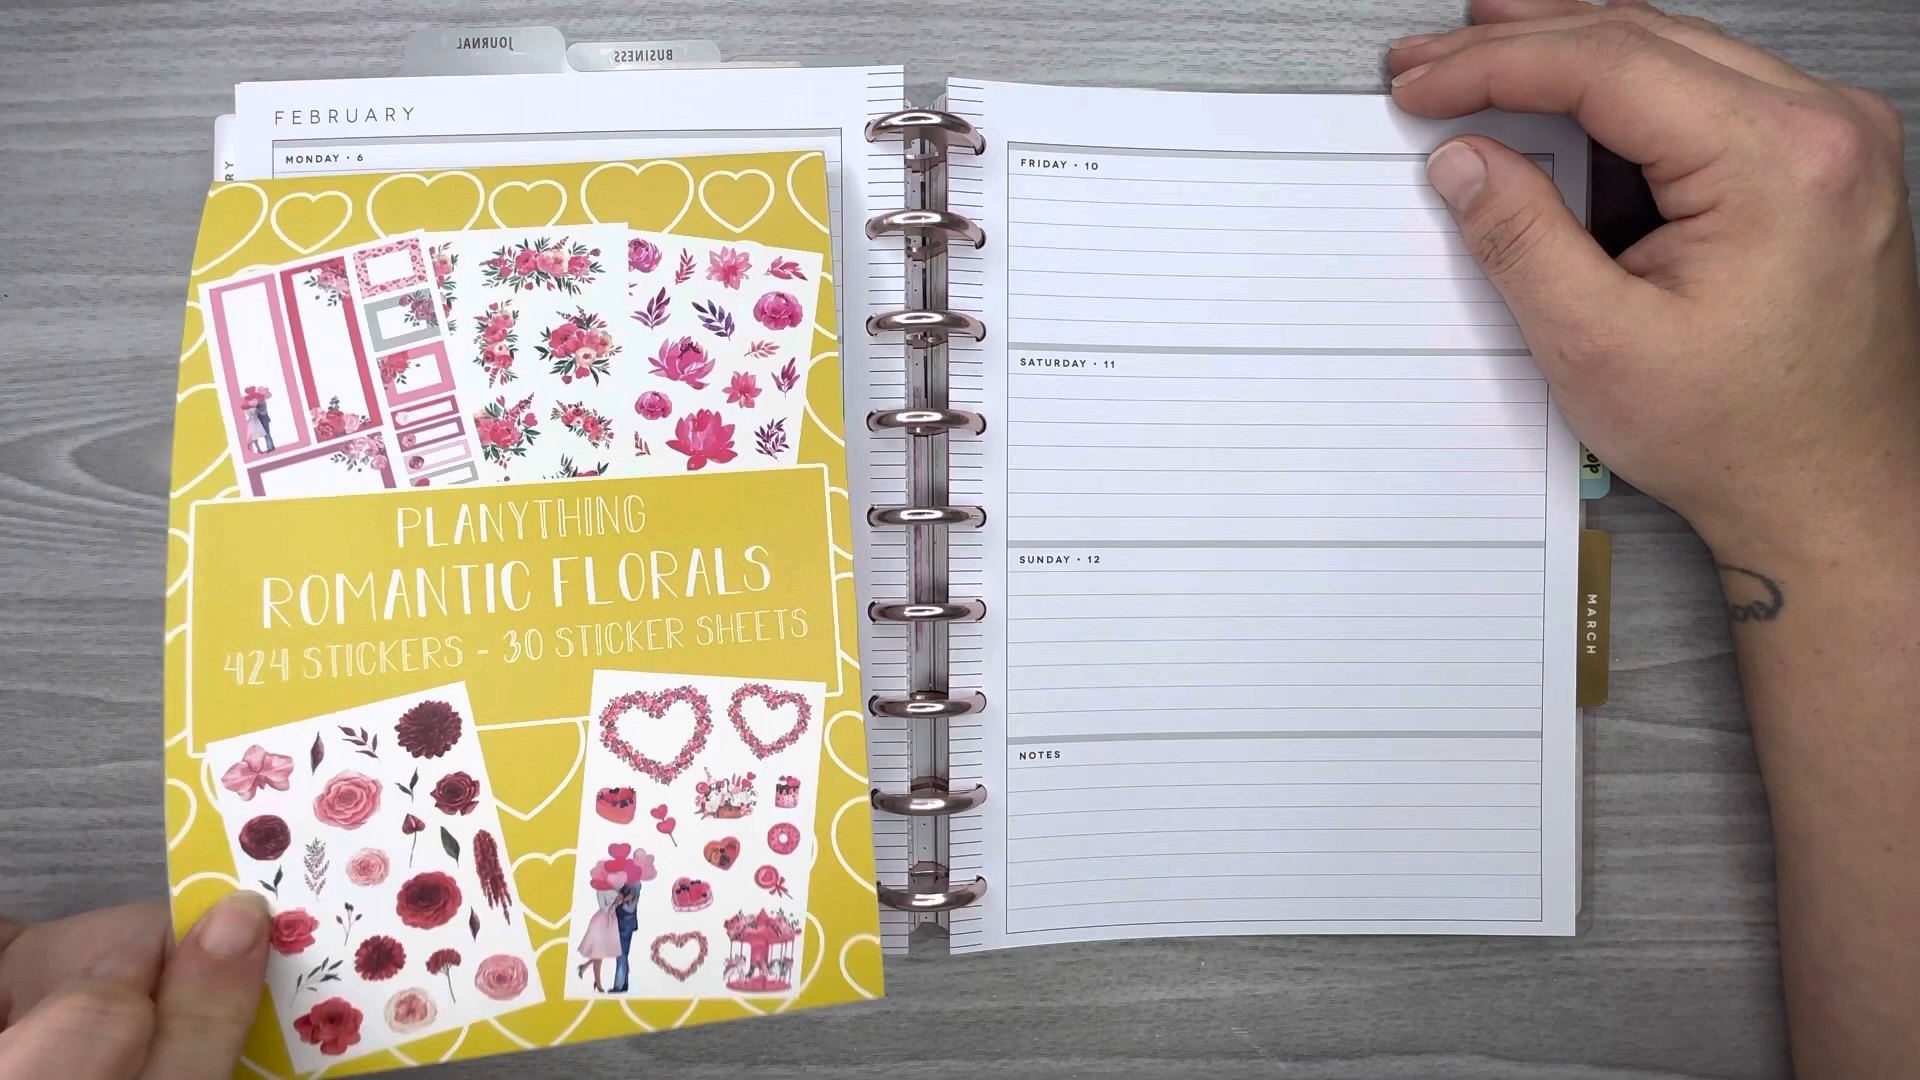 JOURNAL
BUSINESS
FEBRUARY
MONDAY • 6
PLANYTHING
ROMANTIC FLORALS
424 STICKERS - 30 STICKER SHEETS
FRIDAY • 10
SATURDAY • 11
SUNDAY • 12
NOTES
MARCH